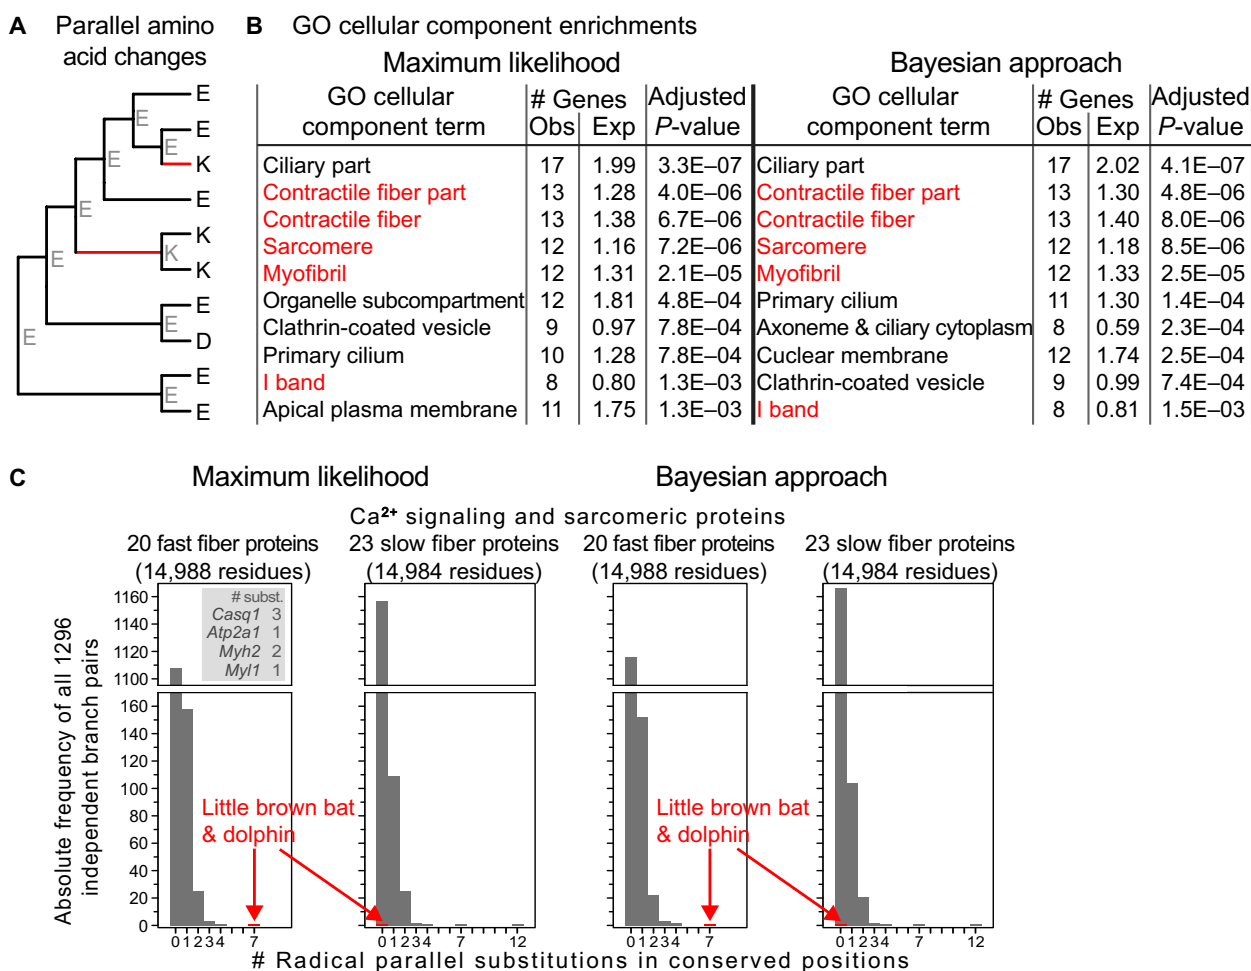 A Parallel amino acid changes
E
E
K
E
K
K
E
D
E
E
E
E
E
E
E
K
E
E
E
B GO cellular component enrichments
Maximum likelihood
GO cellular component term # Genes Obs Exp Adjusted P-value
Ciliary part 17 1.99 3.3E–07
Contractile fiber part 13 1.28 4.0E–06
Contractile fiber 13 1.38 6.7E–06
Sarcomere 12 1.16 7.2E–06
Myofibril 12 1.31 2.1E–05
Organelle subcompartment 12 1.81 4.8E–04
Clathrin-coated vesicle 9 0.97 7.8E–04
Primary cilium 10 1.28 7.8E–04
I band 8 0.80 1.3E–03
Apical plasma membrane 11 1.75 1.3E–03
Bayesian approach
GO cellular component term # Genes Obs Exp Adjusted P-value
Ciliary part 17 2.02 4.1E–07
Contractile fiber part 13 1.30 4.8E–06
Contractile fiber 13 1.40 8.0E–06
Sarcomere 12 1.18 8.5E–06
Myofibril 12 1.33 2.5E–05
Primary cilium 11 1.30 1.4E–04
Axoneme & ciliary cytoplasm 8 0.59 2.3E–04
Cuclear membrane 12 1.74 2.5E–04
Clathrin-coated vesicle 9 0.99 7.4E–04
I band 8 0.81 1.5E–03
C Maximum likelihood Bayesian approach
Ca²⁺ signaling and sarcomeric proteins
20 fast fiber proteins 23 slow fiber proteins 20 fast fiber proteins 23 slow fiber proteins
(14,988 residues) (14,984 residues) (14,988 residues) (14,984 residues)
Absolute frequency of all 1296
independent branch pairs
1160
1140
1120
1100
160
140
120
100
80
60
40
20
0
# subst.
Casq1 3
Atp2a1 1
Myh2 2
Myl1 1
Little brown bat
& dolphin
Little brown bat
& dolphin
0 1 2 3 4 7
0 1 2 3 4 7 12
0 1 2 3 4 7
0 1 2 3 4 7 12
# Radical parallel substitutions in conserved positions